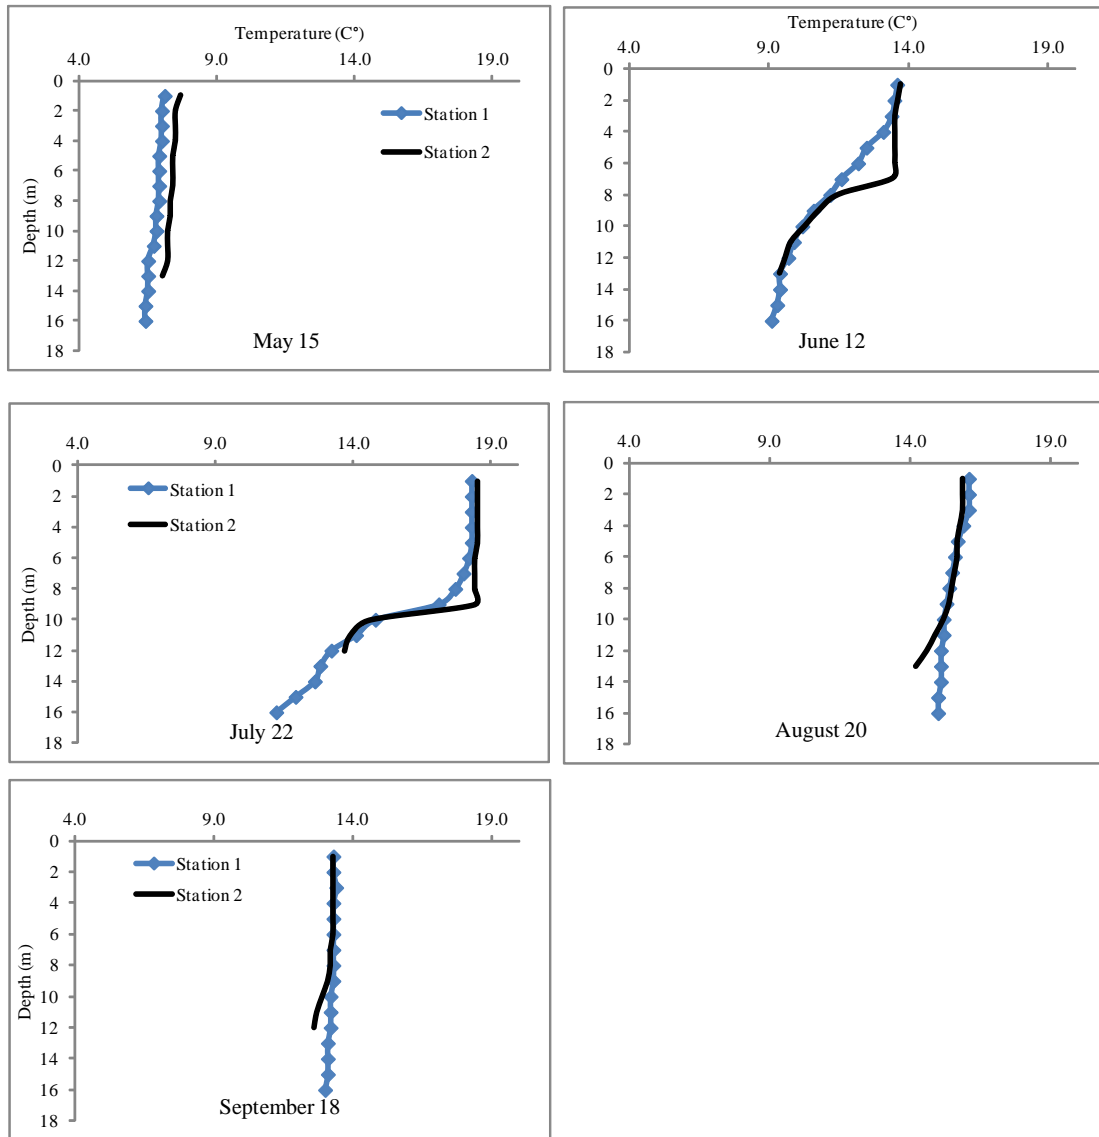 Temperature (C°)
4.0 9.0 14.0 19.0
0
2
4
6
8
10
12
14
16
18
Depth (m)
Station 1
Station 2
May 15
Temperature (C°)
4.0 9.0 14.0 19.0
0
2
4
6
8
10
12
14
16
18
June 12
4.0 9.0 14.0 19.0
0
2
4
6
8
10
12
14
16
18
Depth (m)
Station 1
Station 2
July 22
4.0 9.0 14.0 19.0
0
2
4
6
8
10
12
14
16
18
August 20
4.0 9.0 14.0 19.0
0
2
4
6
8
10
12
14
16
18
Depth (m)
Station 1
Station 2
September 18